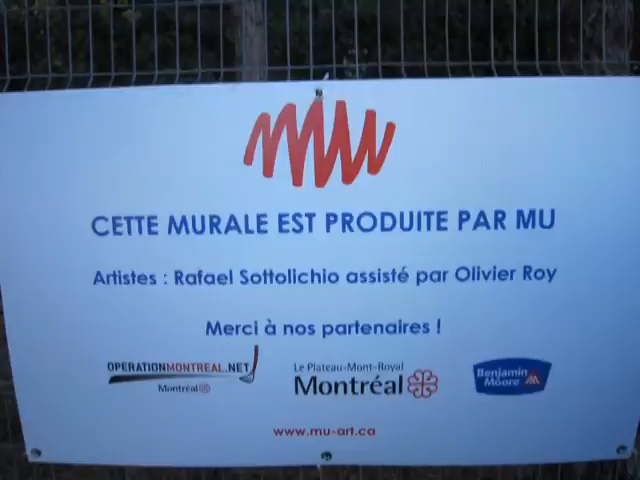 MU
CETTE MURALE EST PRODUITE PAR MU
Artistes : Rafael Sottolichio assisté par Olivier Roy
Merci à nos partenaires !
OPERATIONMONTREAL.NET
Montréal
Le Plateau-Mont-Royal
Montréal
Benjamin
Moore
www.mu-art.ca